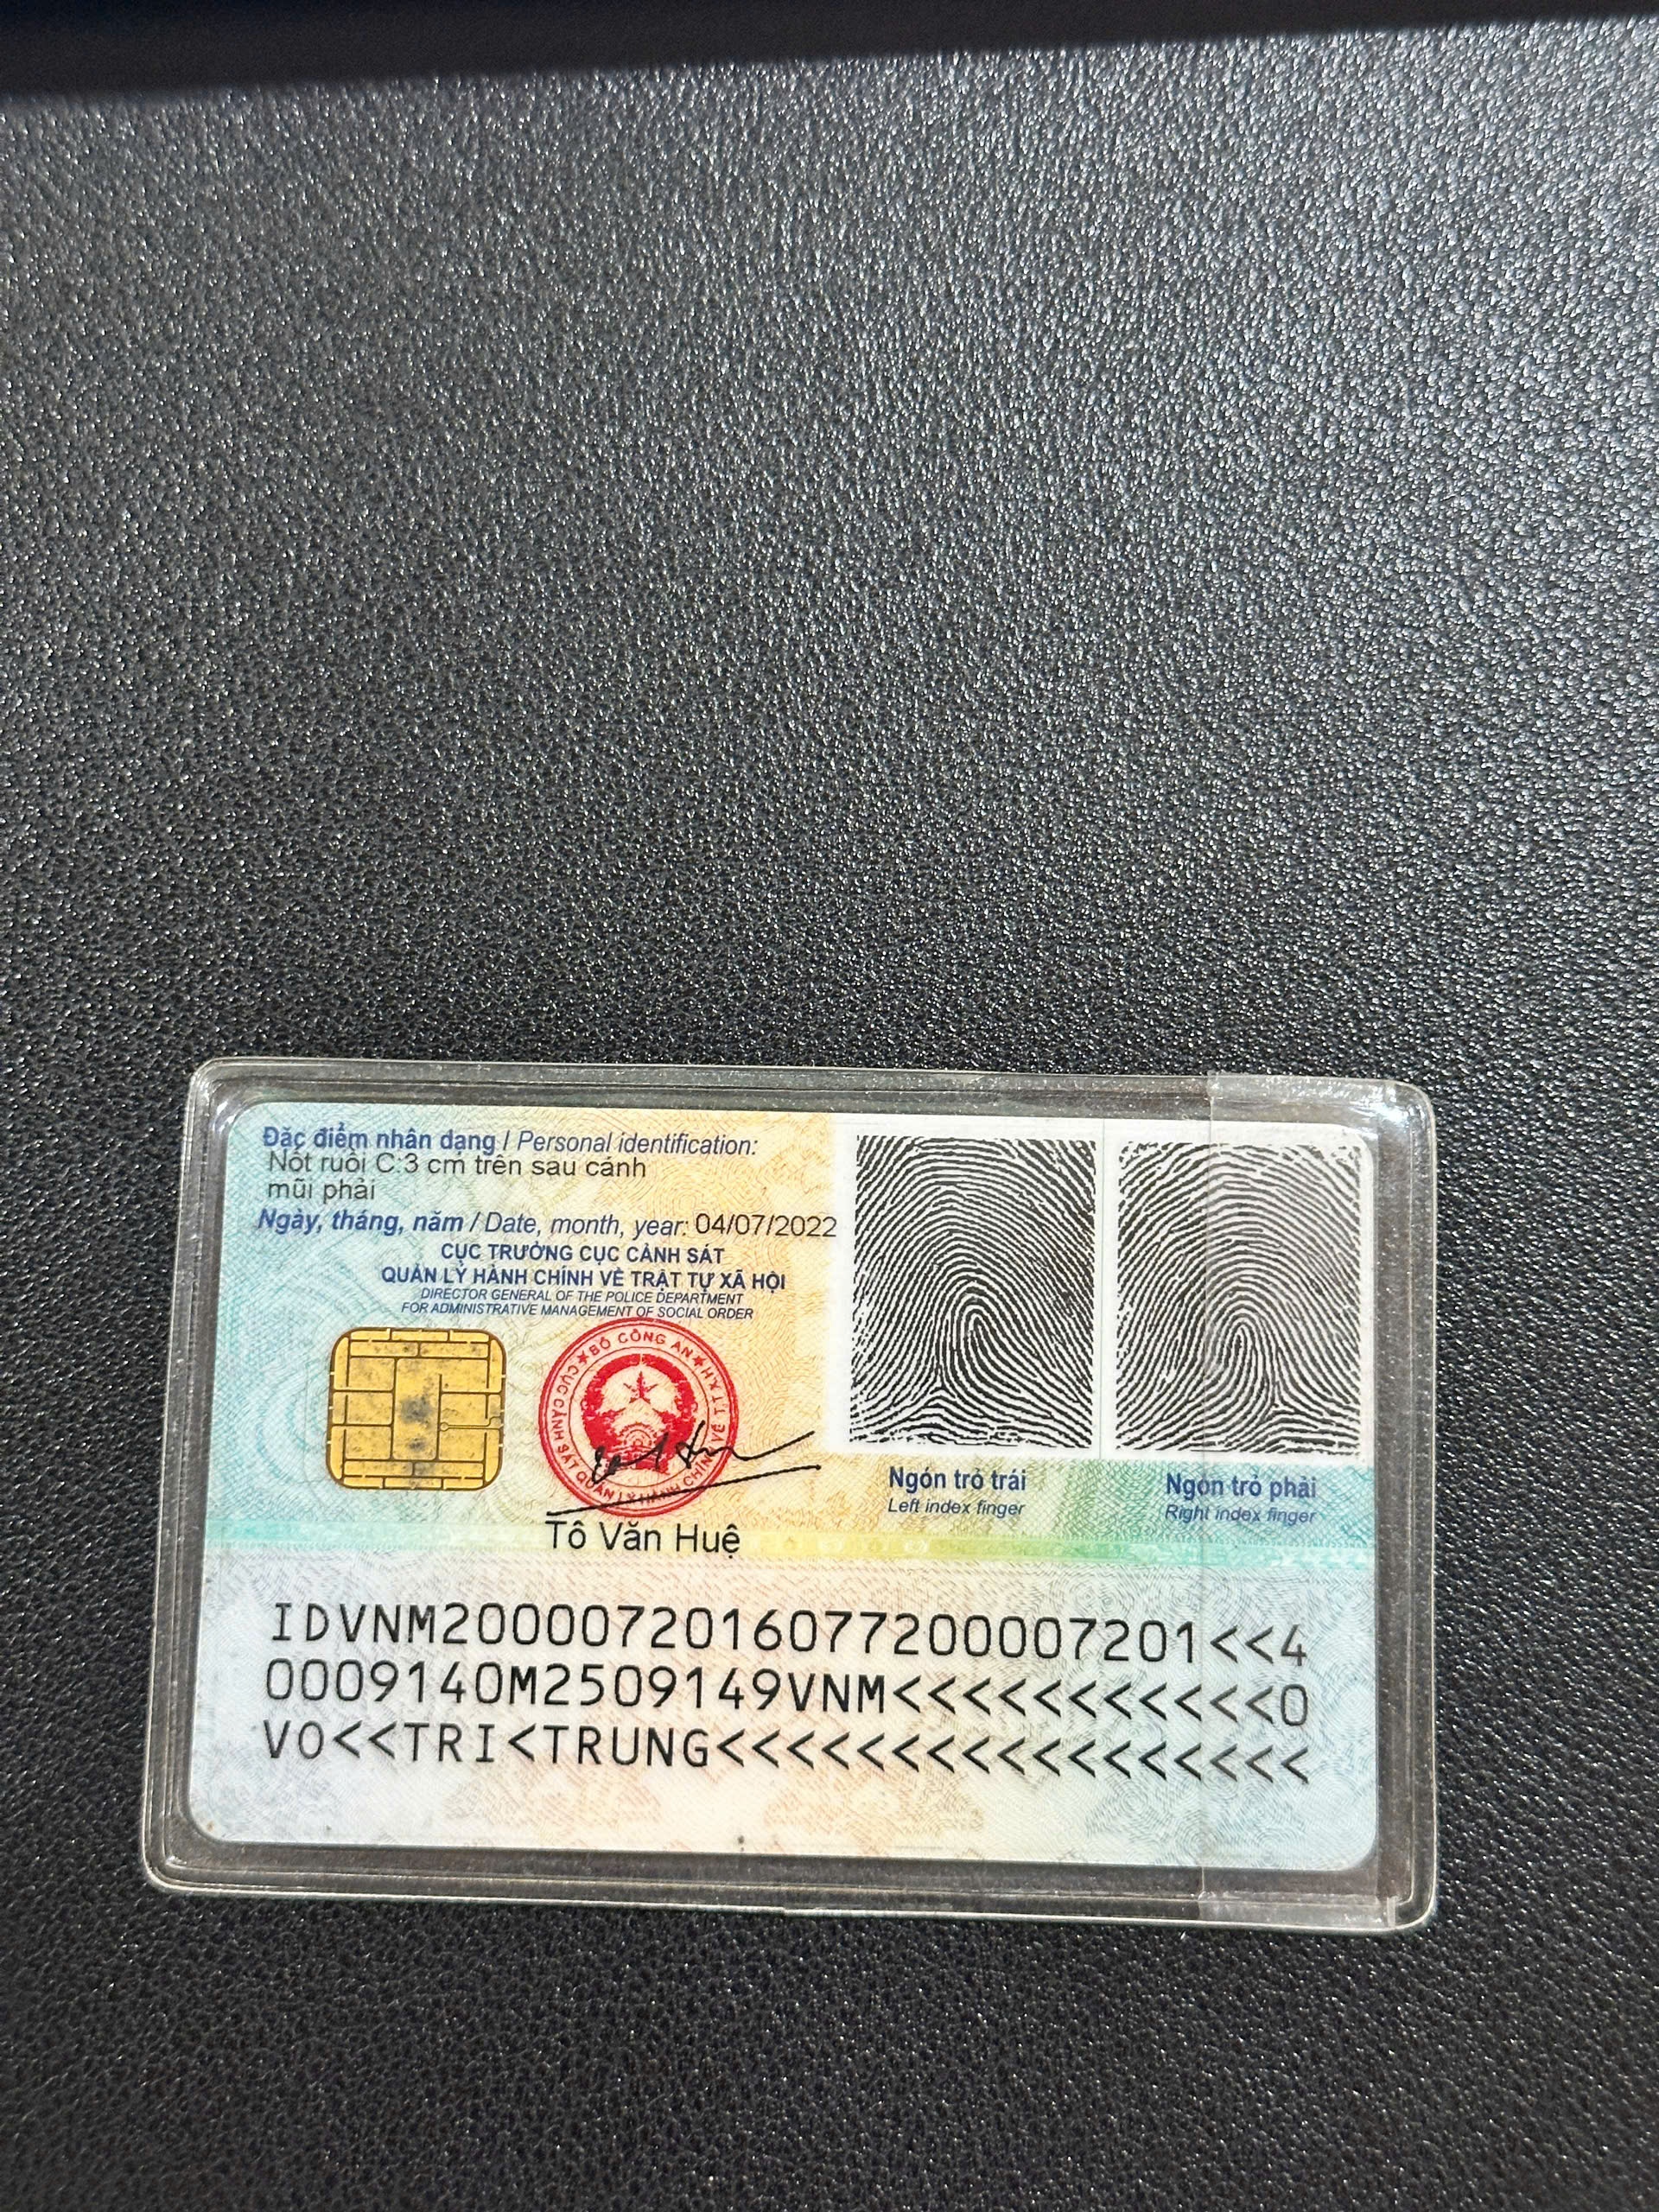 Đặc điểm nhân dạng / Personal identification:
Nốt ruồi C:3 cm trên sau cánh
mũi phải
Ngày, tháng, năm / Date, month, year: 04/07/2022
CỤC TRƯỞNG CỤC CẢNH SÁT
QUẢN LÝ HÀNH CHÍNH VỀ TRẬT TỰ XÃ HỘI
DIRECTOR GENERAL OF THE POLICE DEPARTMENT
FOR ADMINISTRATIVE MANAGEMENT OF SOCIAL ORDER
BỘ CÔNG AN
CỤC CẢNH SÁT QUẢN LÝ HÀNH CHÍNH VỀ TTXH
Tô Văn Huệ
Ngón trỏ trái
Left index finger
Ngón trỏ phải
Right index finger
IDVNM2000072016077200007201<<4
0009140M2509149VNM<<<<<<<<<<<0
VO<<TRI<TRUNG<<<<<<<<<<<<<<<<<